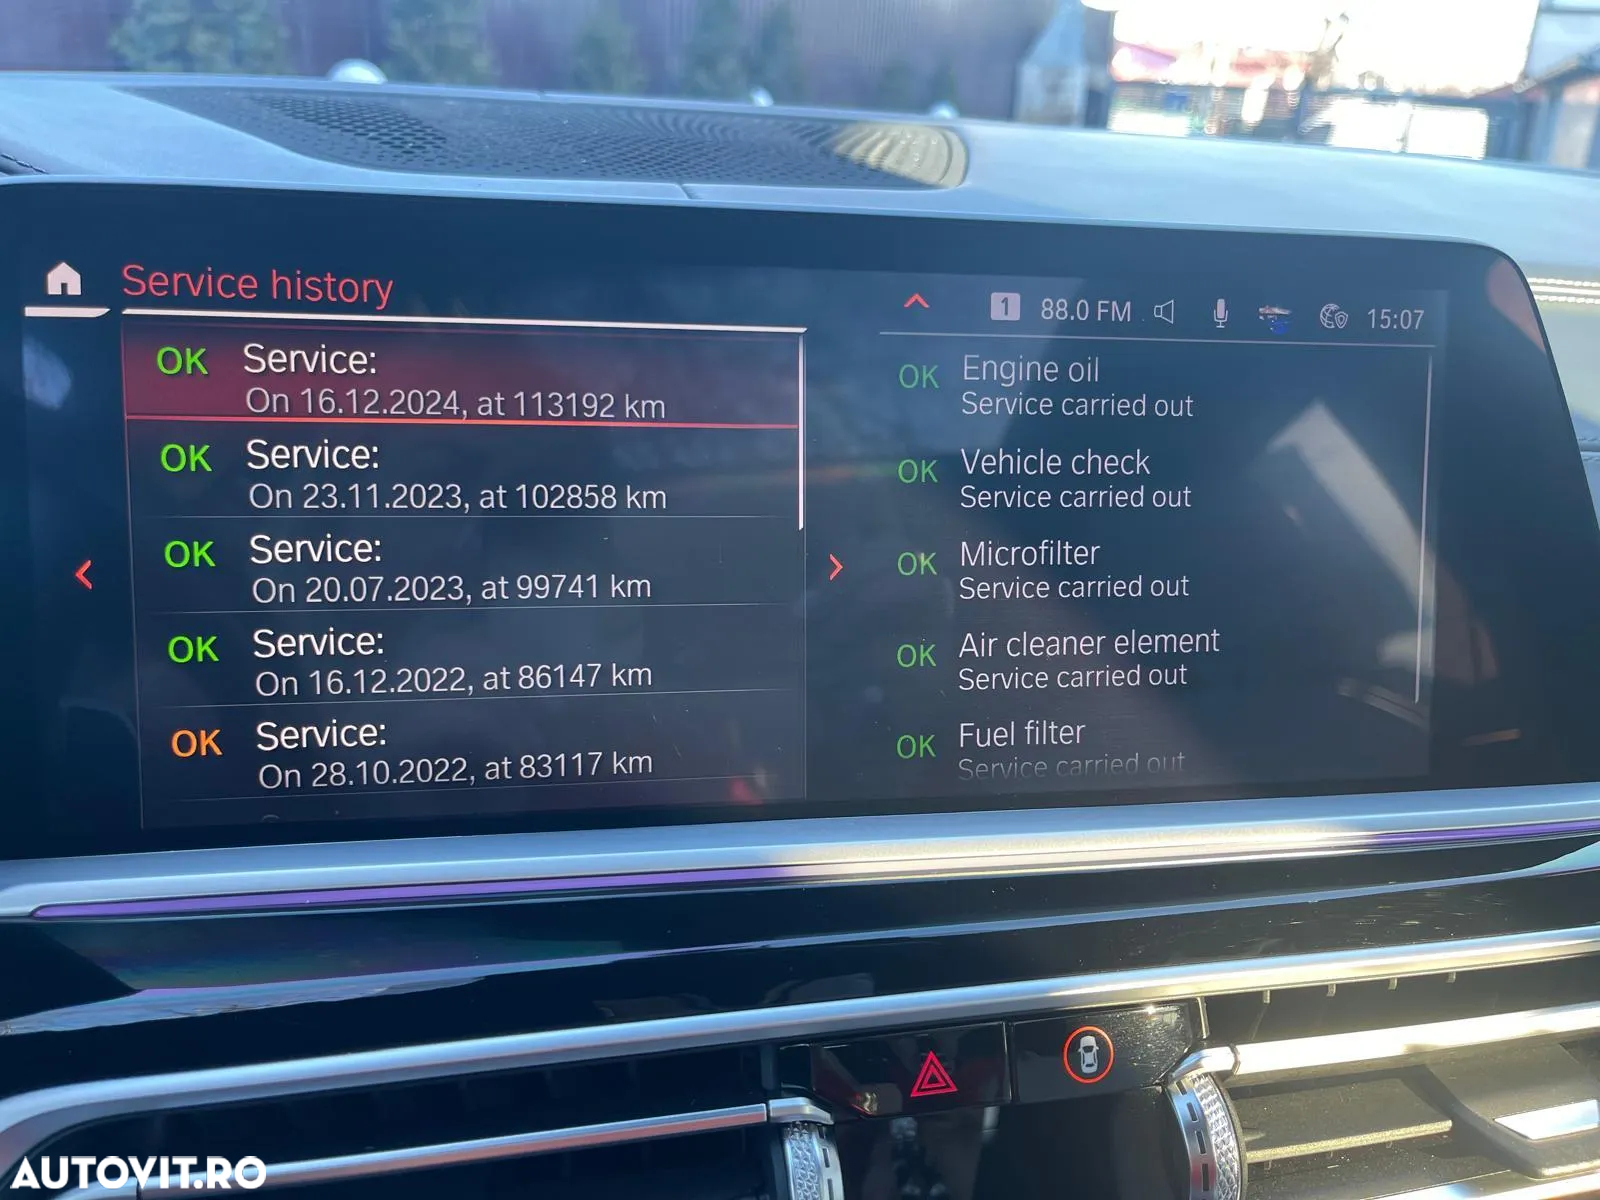 Service history
1 88.0 FM 15:07
OK Service:
On 16.12.2024, at 113192 km
OK Service:
On 23.11.2023, at 102858 km
OK Service:
On 20.07.2023, at 99741 km
OK Service:
On 16.12.2022, at 86147 km
OK Service:
On 28.10.2022, at 83117 km
OK Engine oil
Service carried out
OK Vehicle check
Service carried out
OK Microfilter
Service carried out
OK Air cleaner element
Service carried out
OK Fuel filter
Service carried out
AUTOVIT.RO